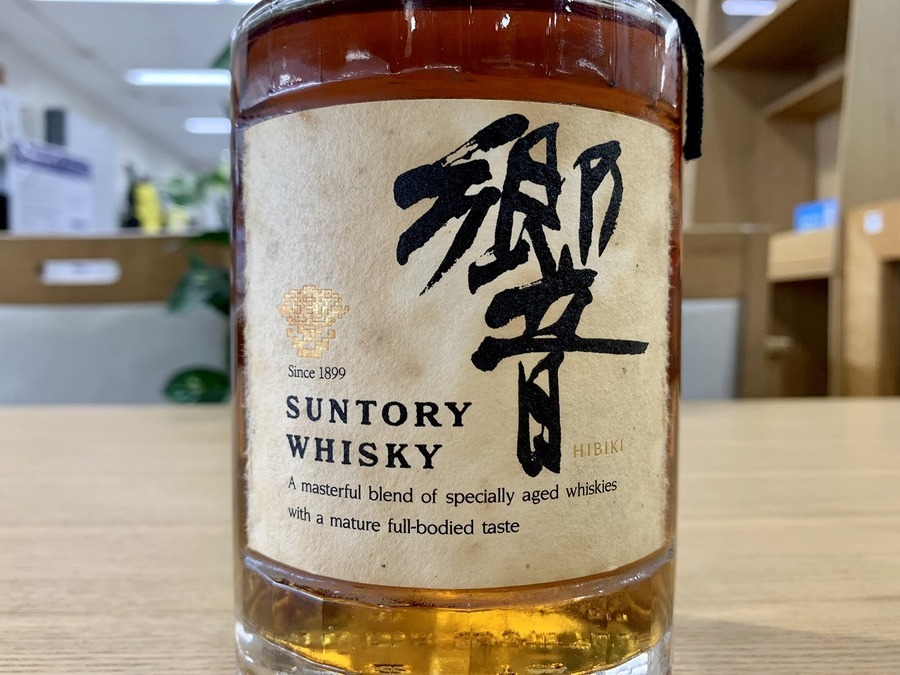 響
Since 1899
SUNTORY
WHISKY
HIBIKI
A masterful blend of specially aged whiskies
with a mature full-bodied taste